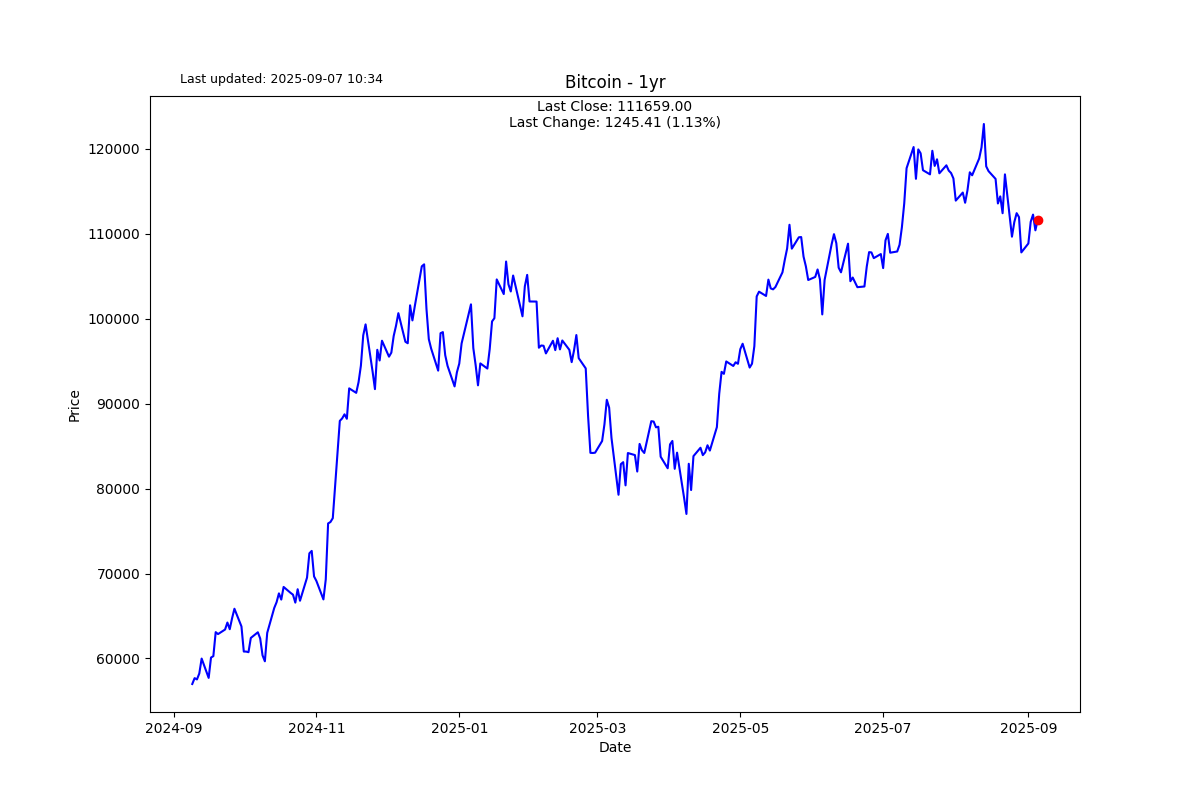 Last updated: 2025-09-07 10:34
Bitcoin - 1yr
Last Close: 111659.00
Last Change: 1245.41 (1.13%)
120000
110000
100000
90000
80000
70000
60000
Price
2024-09 2024-11 2025-01 2025-03 2025-05 2025-07 2025-09
Date